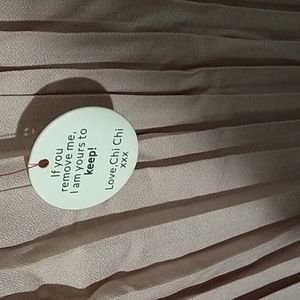 If you
remove me,
I am yours to
keep!
Love, Chi Chi
xxx